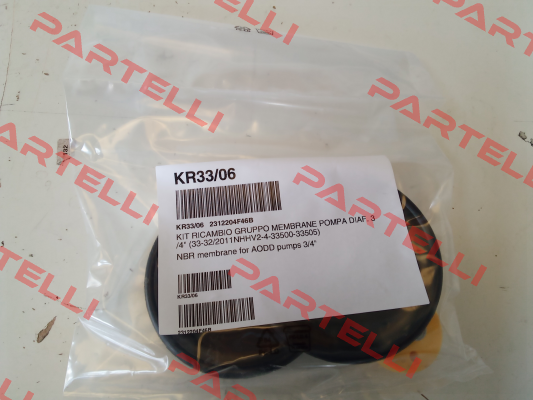 PARTELLI
PARTELLI
PARTELLI
PARTELLI
PARTELLI
PARTELLI
KR33/06
KR33/06 2312204F46B
KIT RICAMBIO GRUPPO MEMBRANE POMPA DIAF. 3
/4" (33-32/2011NHHV2-4-33500-33505)
NBR membrane for AODD pumps 3/4"
KR33/06
2312204F46B